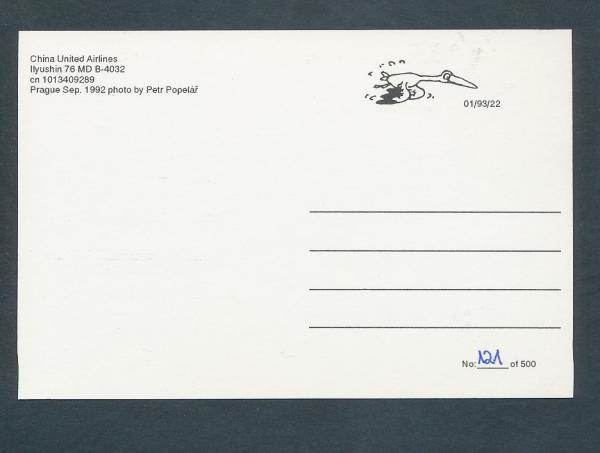 China United Airlines
Ilyushin 76 MD B-4032
cn 1013409289
Prague Sep. 1992 photo by Petr Popelář
01/93/22
No: 121 of 500